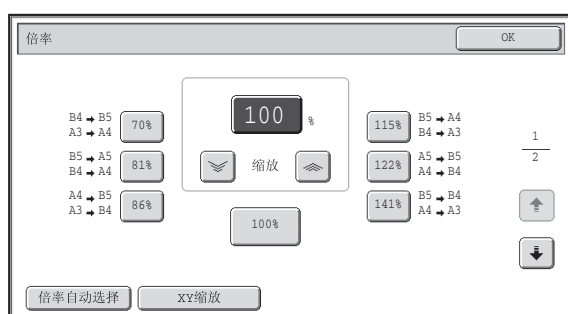 倍率
OK
B4 ➡ B5
A3 ➡ A4
70%
B5 ➡ A5
B4 ➡ A4
81%
A4 ➡ B5
A3 ➡ B4
86%
100 %
缩放
100%
115%
B5 ➡ A4
B4 ➡ A3
122%
A5 ➡ B5
A4 ➡ B4
141%
B5 ➡ B4
A4 ➡ A3
1
2
倍率自动选择
XY缩放